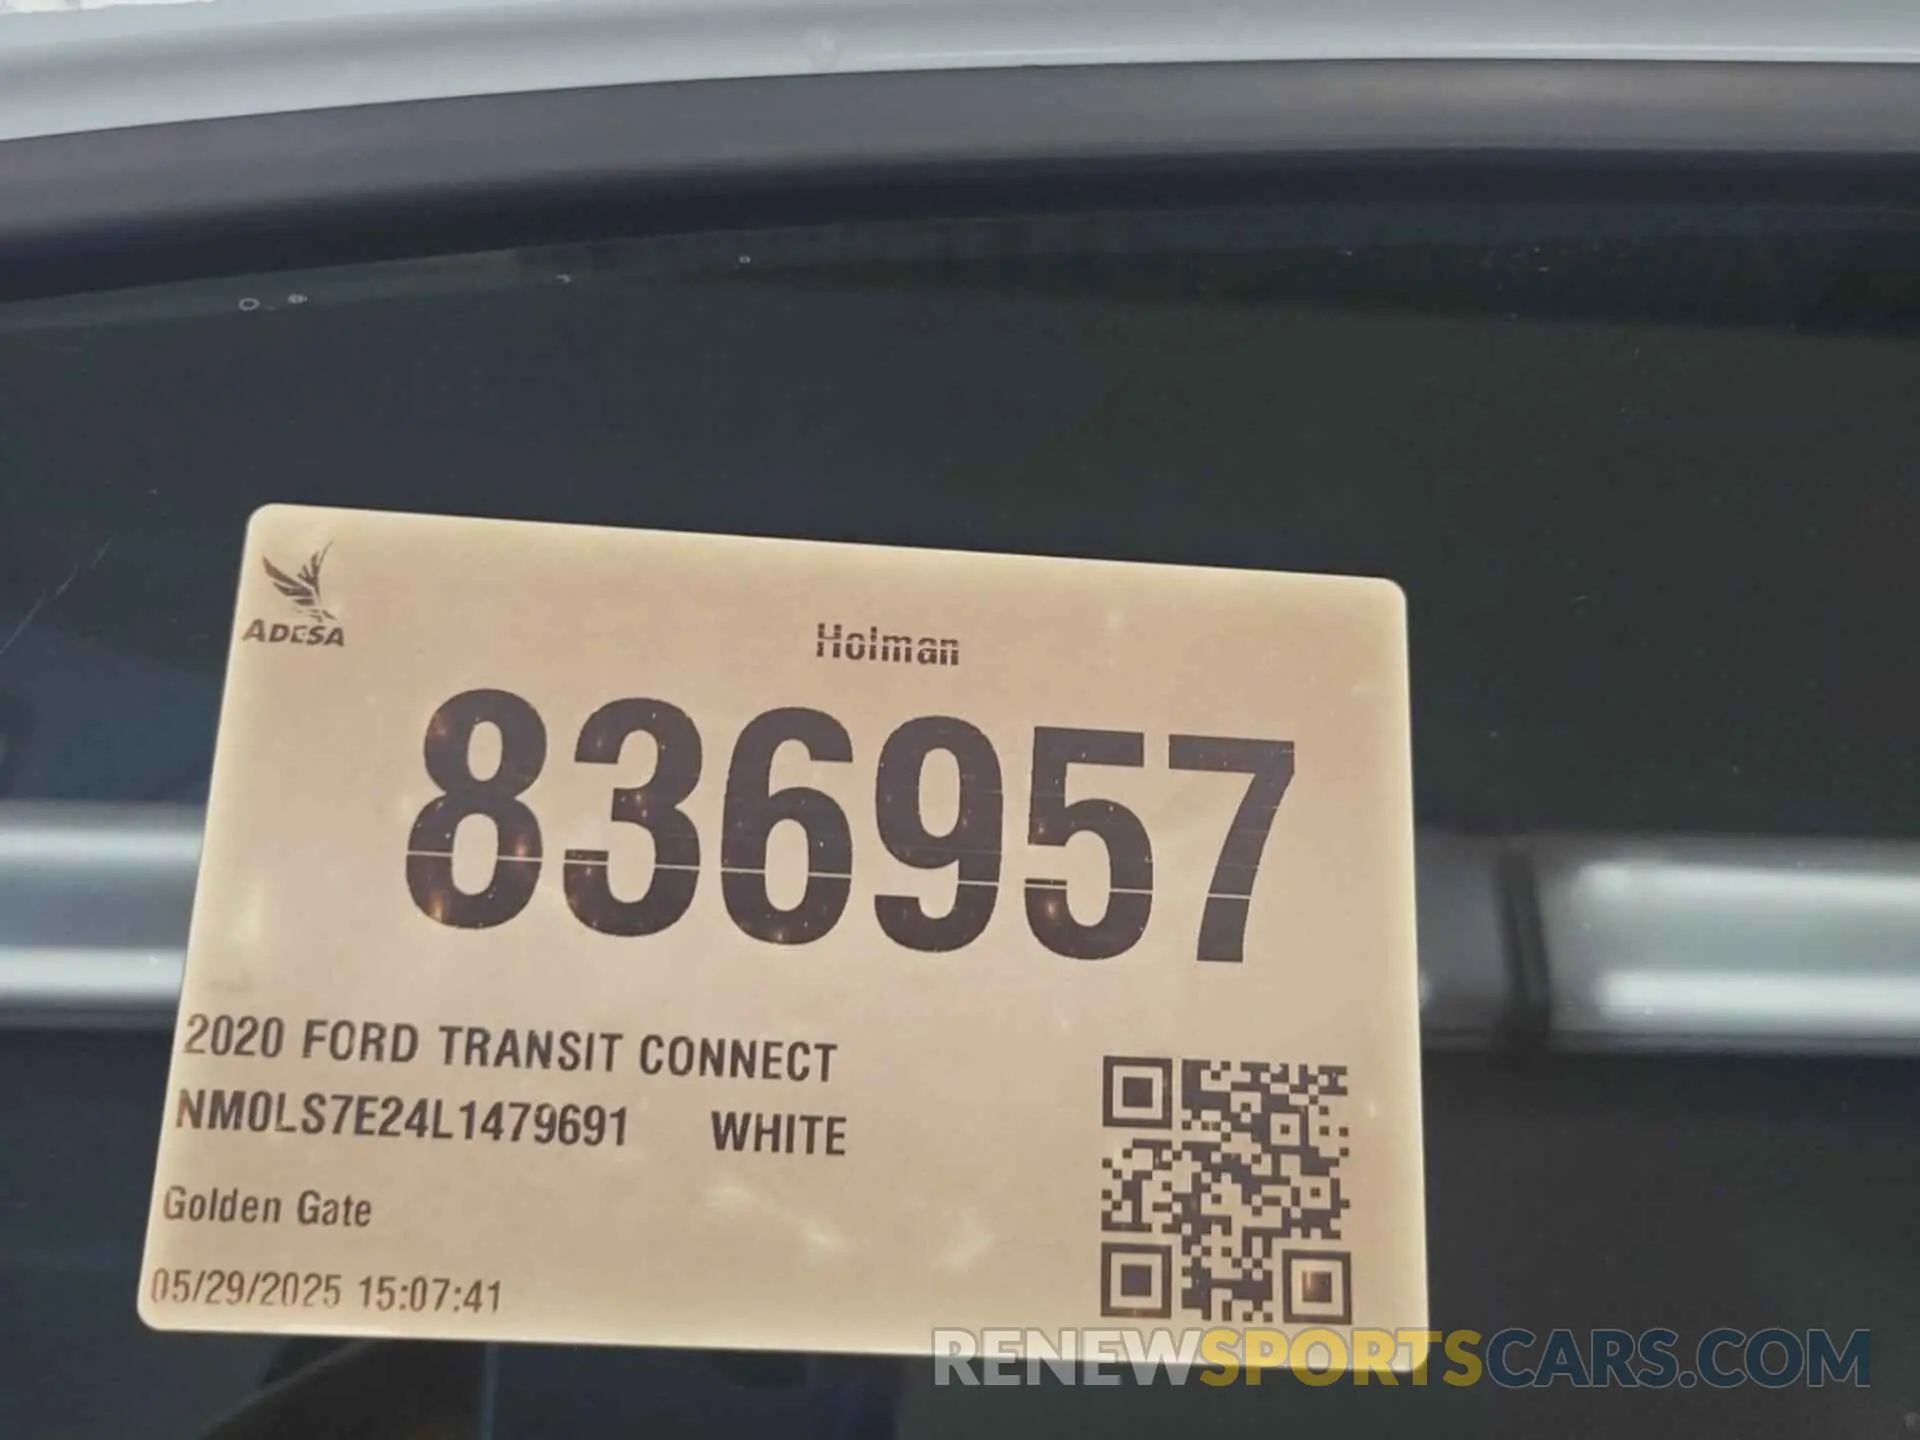 ADESA
Holman
836957
2020 FORD TRANSIT CONNECT
NM0LS7E24L1479691 WHITE
Golden Gate
05/29/2025 15:07:41
RENEWSPORTSCARS.COM